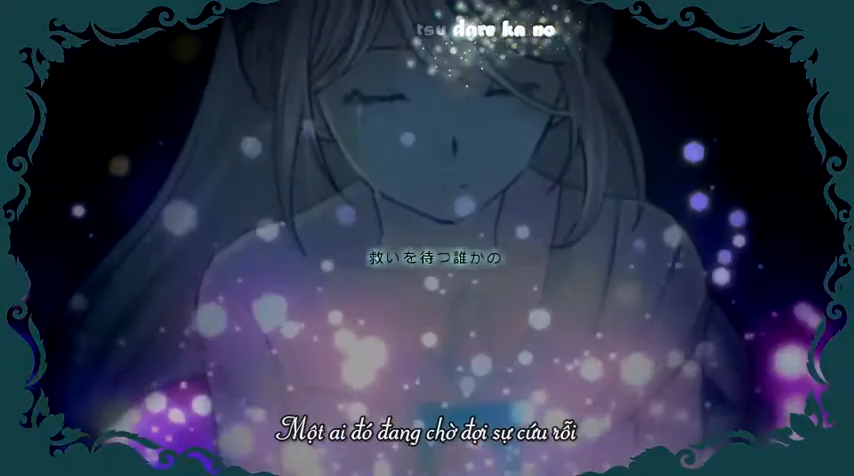 tsu dare ka no
救いを待つ誰かの
Một ai đó đang chờ đợi sự cứu rỗi